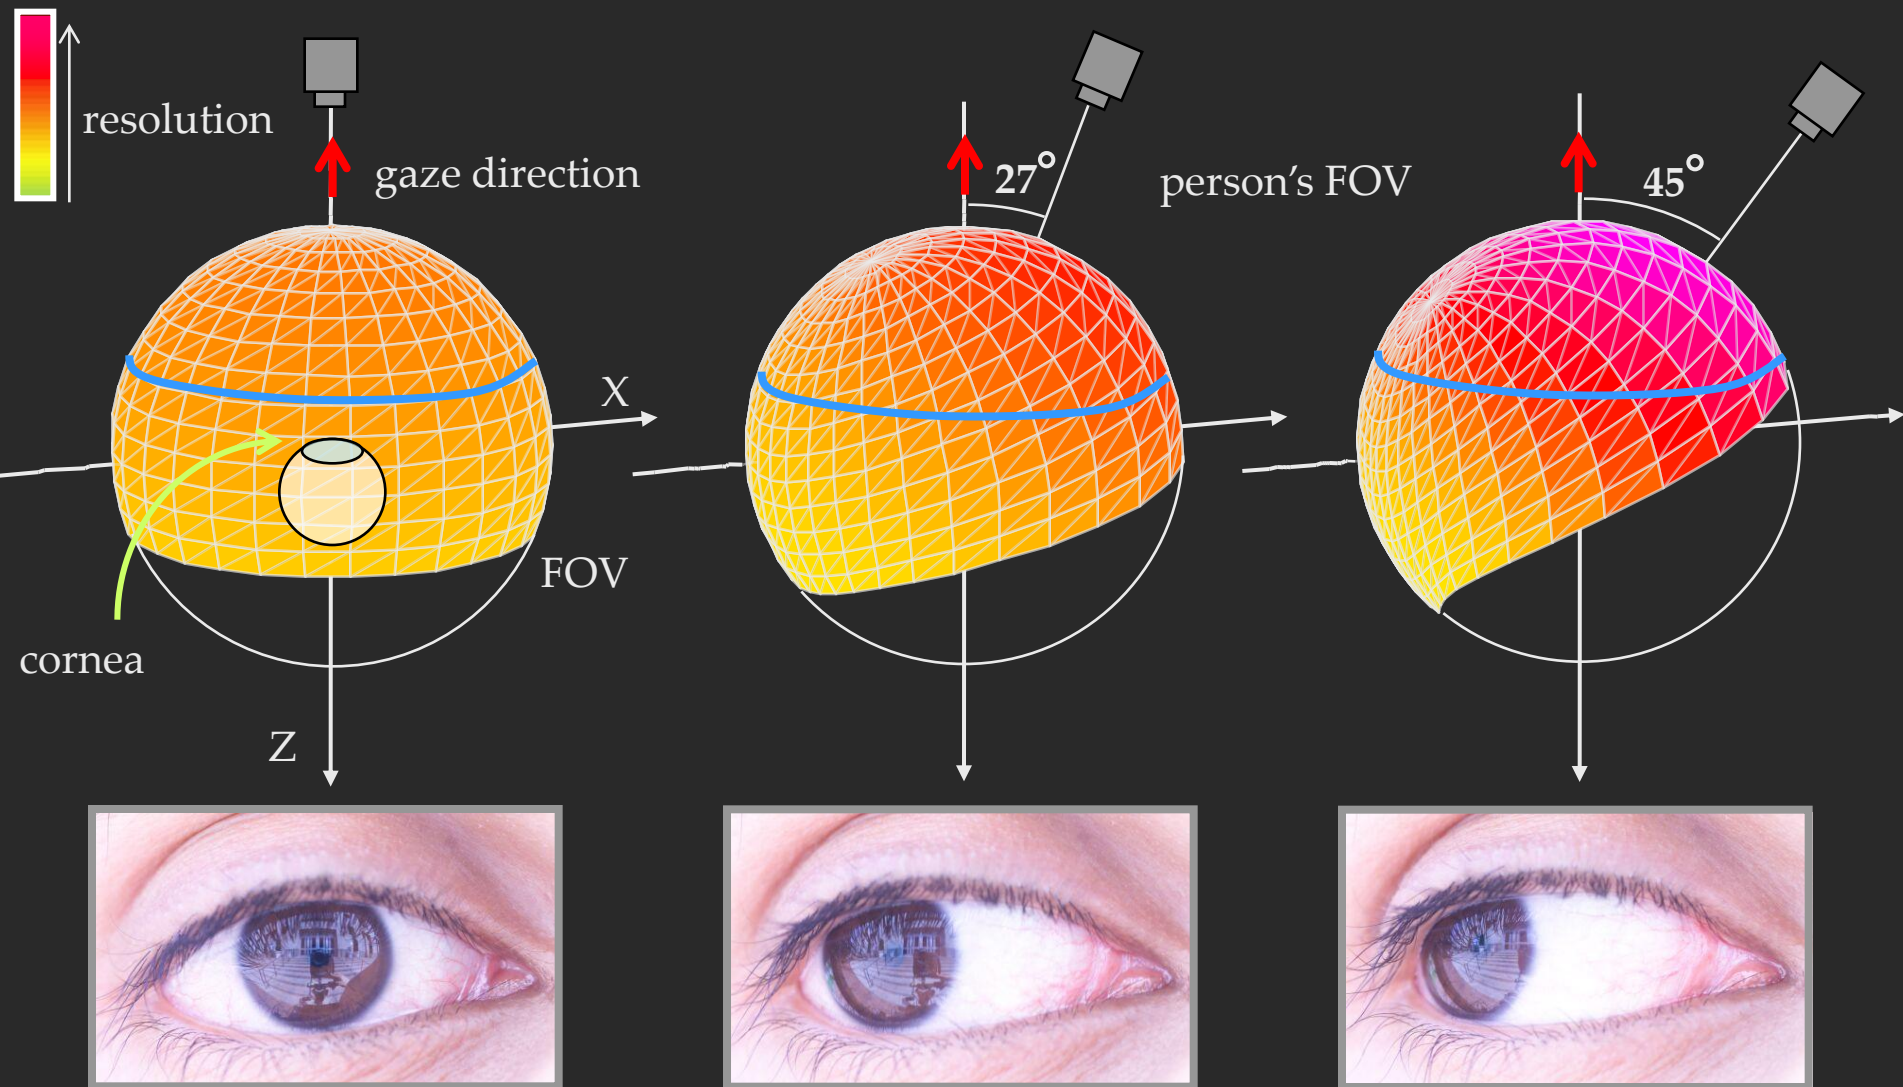 resolution
gaze direction
27°
person's FOV
45°
X
FOV
cornea
Z